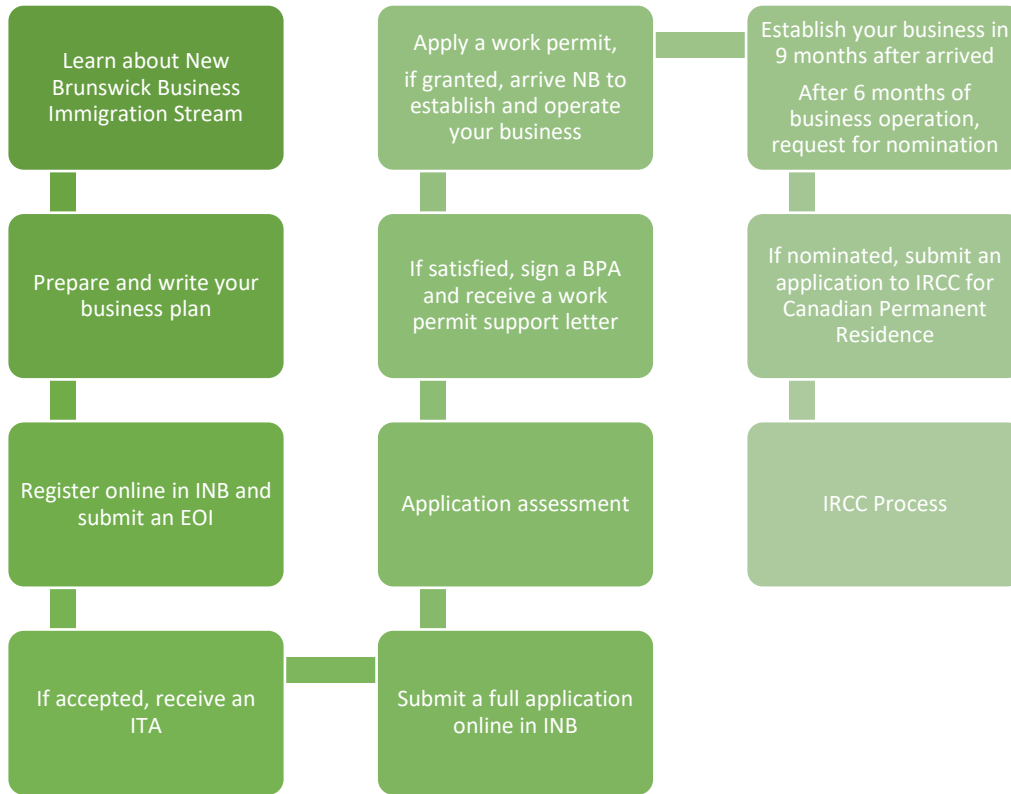 Learn about New
Brunswick Business
Immigration Stream
Prepare and write your
business plan
Register online in INB and
submit an EOI
If accepted, receive an
ITA
Submit a full application
online in INB
Application assessment
If satisfied, sign a BPA
and receive a work
permit support letter
Apply a work permit,
if granted, arrive NB to
establish and operate
your business
Establish your business in
9 months after arrived
After 6 months of
business operation,
request for nomination
If nominated, submit an
application to IRCC for
Canadian Permanent
Residence
IRCC Process